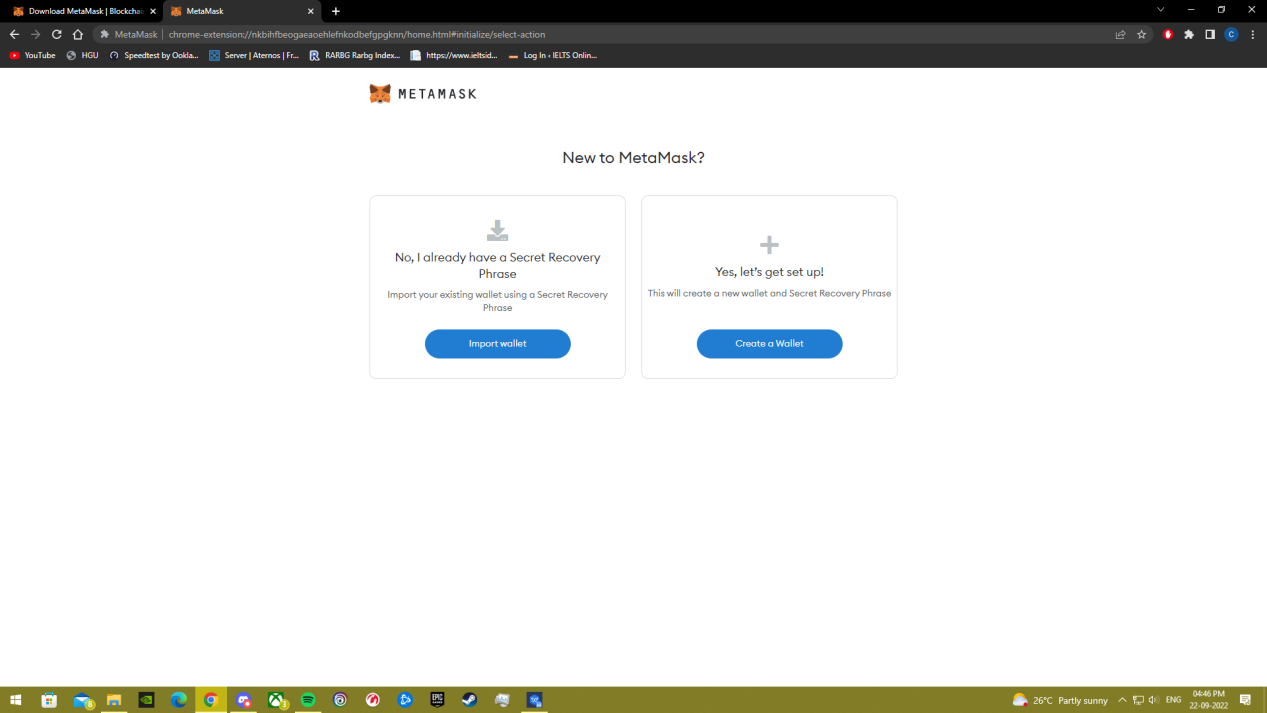 Download MetaMask | Blockchai
MetaMask
MetaMask
chrome-extension://nkbihfbeogaeaoehlefnkodbefgpgknn/home.html#initialize/select-action
C
YouTube
HGU
Speedtest by Ookla...
Server | Aternos | Fr...
RARBG Rarbg Index...
https://www.ieltsid...
Log In ‹ IELTS Onlin...
METAMASK
New to MetaMask?
No, I already have a Secret Recovery
Phrase
Import your existing wallet using a Secret Recovery
Phrase
Import wallet
Yes, let’s get set up!
This will create a new wallet and Secret Recovery Phrase
Create a Wallet
8
3
EPIC
26°C Partly sunny
ENG
04:46 PM
22-09-2022